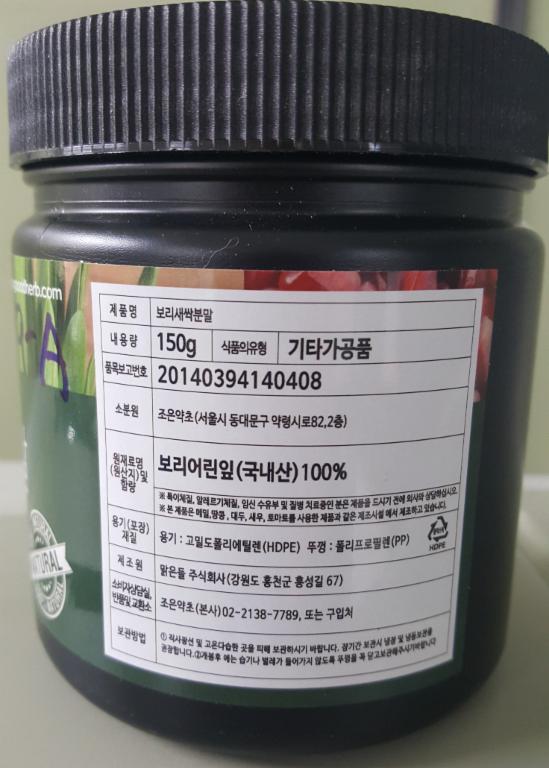 herb.com
R-A
제품명 보리새싹분말
내용량 150g 식품의유형 기타가공품
품목보고번호 20140394140408
소분원 조은약초(서울시 동대문구 약령시로82,2층)
원재료명
(원산지)및
함량
보리어린잎(국내산)100%
※ 특이체질, 알레르기체질, 임신 수유부 및 질병 치료중인 분은 제품을 드시기 전에 의사와 상담하십시오.
※ 본 제품은 메밀,땅콩, 대두, 새우, 토마토를 사용한 제품과 같은 제조시설에서 제조하고 있습니다.
용기(포장)
재질
용기 : 고밀도폴리에틸렌(HDPE) 뚜껑 : 폴리프로필렌(PP)
HDPE
제조원 맑은들 주식회사(강원도 홍천군 홍성길 67)
소비자상담실,
반품및교환소
조은약초(본사)02-2138-7789, 또는 구입처
보관방법
① 직사광선 및 고온다습한 곳을 피해 보관하시기 바랍니다. 장기간 보관시 냉장 및 냉동보관을
권장합니다.②개봉후 에는 습기나 벌레가 들어가지 않도록 뚜껑을 꼭 닫고보관해주시기바랍니다